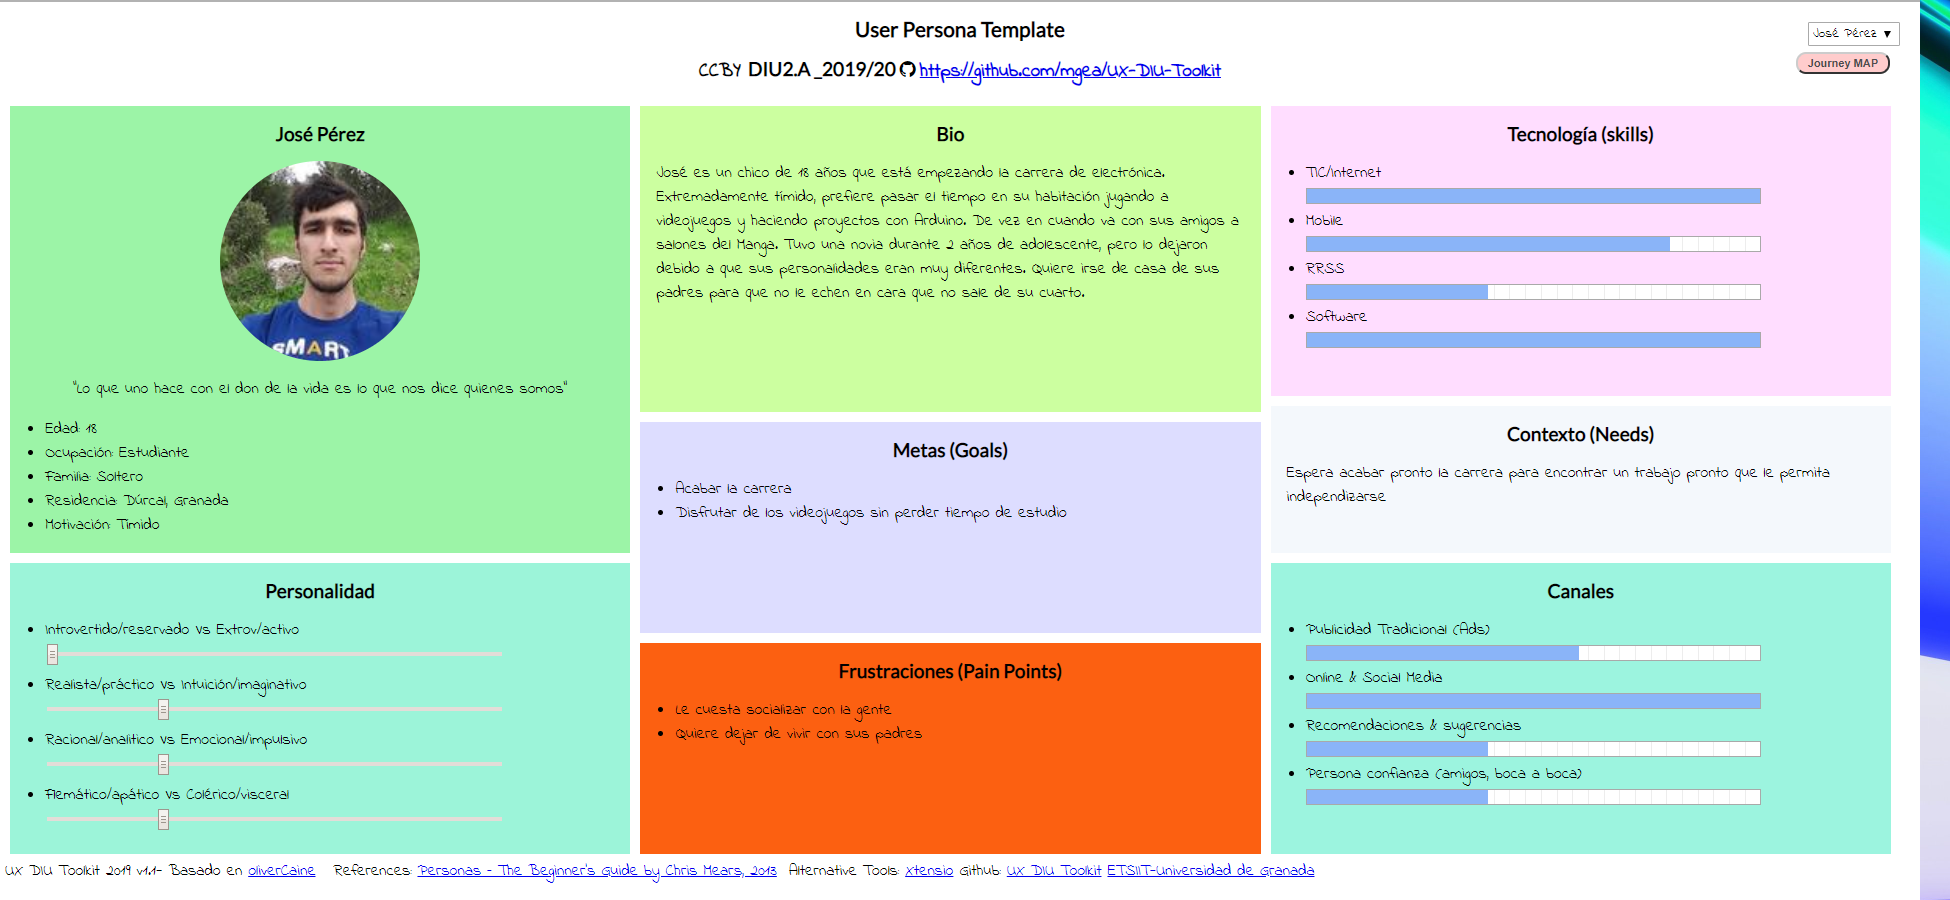 User Persona Template
CCBY DIU2.A_2019/20 https://github.com/mgea/UX-DIU-Toolkit
José Pérez ▼
Journey MAP
José Pérez
SMART
"Lo que uno hace con el don de la vida es lo que nos dice quienes somos"
• Edad: 18
• Ocupación: Estudiante
• Familia: Soltero
• Residencia: Dúrcal, Granada
• Motivación: Tímido
Personalidad
• Introvertido/reservado Vs Extrov/activo
• Realista/práctico Vs Intuición/imaginativo
• Racional/analítico Vs Emocional/impulsivo
• Flemático/apático Vs Colérico/visceral
Bio
José es un chico de 18 años que está empezando la carrera de electrónica.
Extremadamente tímido, prefiere pasar el tiempo en su habitación jugando a
videojuegos y haciendo proyectos con Arduino. De vez en cuando va con sus amigos a
salones del Manga. Tuvo una novia durante 2 años de adolescente, pero lo dejaron
debido a que sus personalidades eran muy diferentes. Quiere irse de casa de sus
padres para que no le echen en cara que no sale de su cuarto.
Metas (Goals)
• Acabar la carrera
• Disfrutar de los videojuegos sin perder tiempo de estudio
Frustraciones (Pain Points)
• Le cuesta socializar con la gente
• Quiere dejar de vivir con sus padres
Tecnología (skills)
• TIC/Internet
• Mobile
• RRSS
• Software
Contexto (Needs)
Espera acabar pronto la carrera para encontrar un trabajo pronto que le permita
independizarse
Canales
• Publicidad Tradicional (Ads)
• Online & Social Media
• Recomendaciones & sugerencias
• Persona confianza (amigos, boca a boca)
UX DIU Toolkit 2019 v1.1- Basado en oliverCaine References: Personas - The Beginner's Guide by Chris Mears, 2013 Alternative Tools: Xtensio Github: UX DIU Toolkit ETSIIT-Universidad de Granada